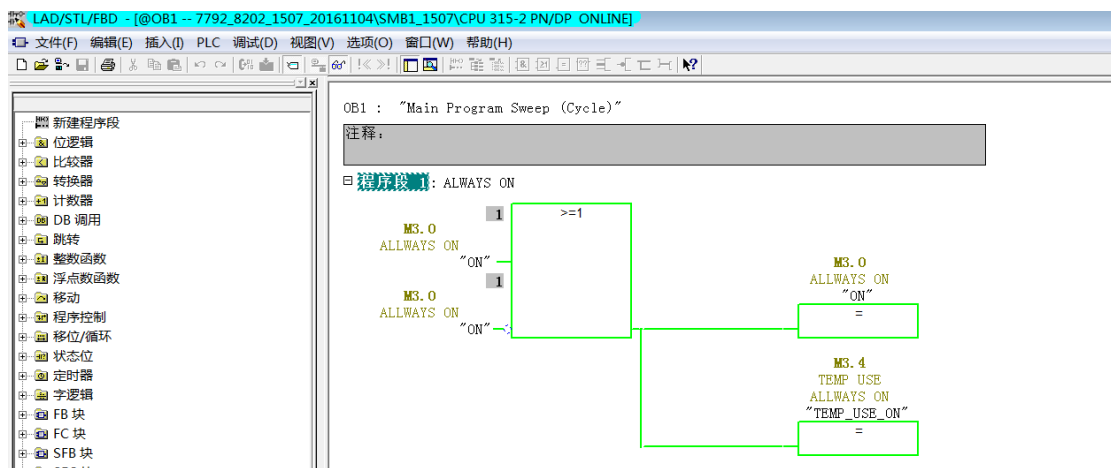 LAD/STL/FBD - [@OB1 -- 7792_8202_1507_20161104\SMB1_1507\CPU 315-2 PN/DP ONLINE]
文件(F) 编辑(E) 插入(I) PLC 调试(D) 视图(V) 选项(O) 窗口(W) 帮助(H)
新建程序段
位逻辑
比较器
转换器
计数器
DB 调用
跳转
整数函数
浮点数函数
移动
程序控制
移位/循环
状态位
定时器
字逻辑
FB 块
FC 块
SFB 块
OB1 : "Main Program Sweep (Cycle)"
注释:
程序段 1: ALWAYS ON
1
>=1
M3.0
ALLWAYS ON
"ON"
1
M3.0
ALLWAYS ON
"ON"
M3.0
ALLWAYS ON
"ON"
=
M3.4
TEMP USE
ALLWAYS ON
"TEMP_USE_ON"
=